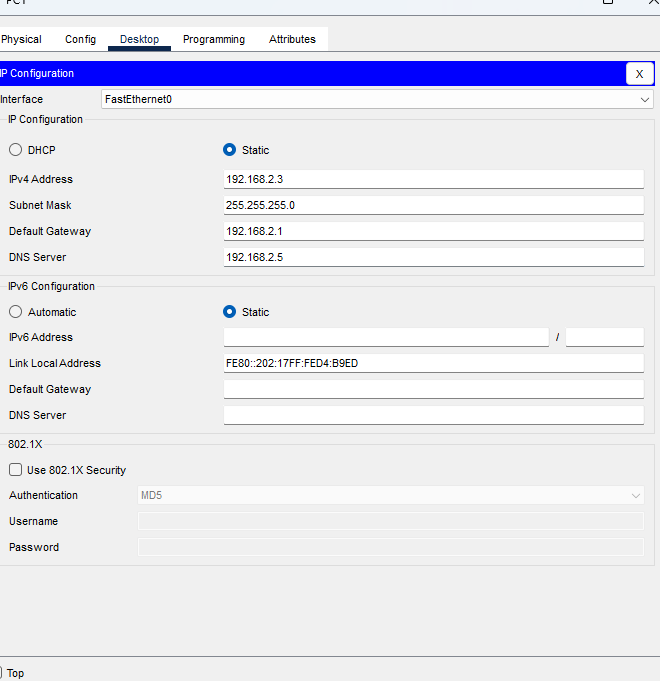 Physical Config Desktop Programming Attributes
IP Configuration
X
Interface FastEthernet0
IP Configuration
DHCP Static
IPv4 Address 192.168.2.3
Subnet Mask 255.255.255.0
Default Gateway 192.168.2.1
DNS Server 192.168.2.5
IPv6 Configuration
Automatic Static
IPv6 Address /
Link Local Address FE80::202:17FF:FED4:B9ED
Default Gateway
DNS Server
802.1X
Use 802.1X Security
Authentication MD5
Username
Password
Top